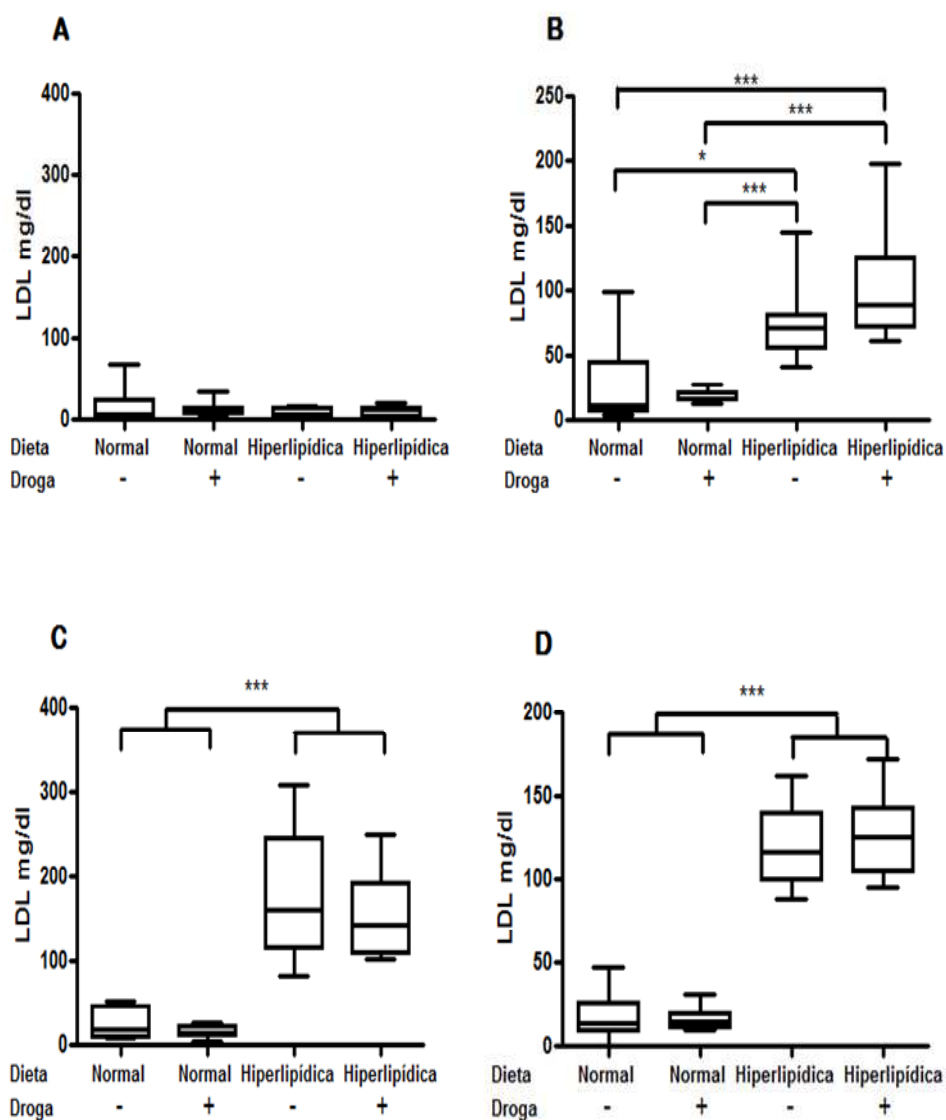 A
LDL mg/dl
400
300
200
100
0
Dieta Normal Normal Hiperlipídica Hiperlipídica
Droga - + - +
B
LDL mg/dl
250
200
150
100
50
0
***
***
*
***
Dieta Normal Normal Hiperlipídica Hiperlipídica
Droga - + - +
C
LDL mg/dl
400
300
200
100
0
***
Dieta Normal Normal Hiperlipídica Hiperlipídica
Droga - + - +
D
LDL mg/dl
200
150
100
50
0
***
Dieta Normal Normal Hiperlipídica Hiperlipídica
Droga - + - +